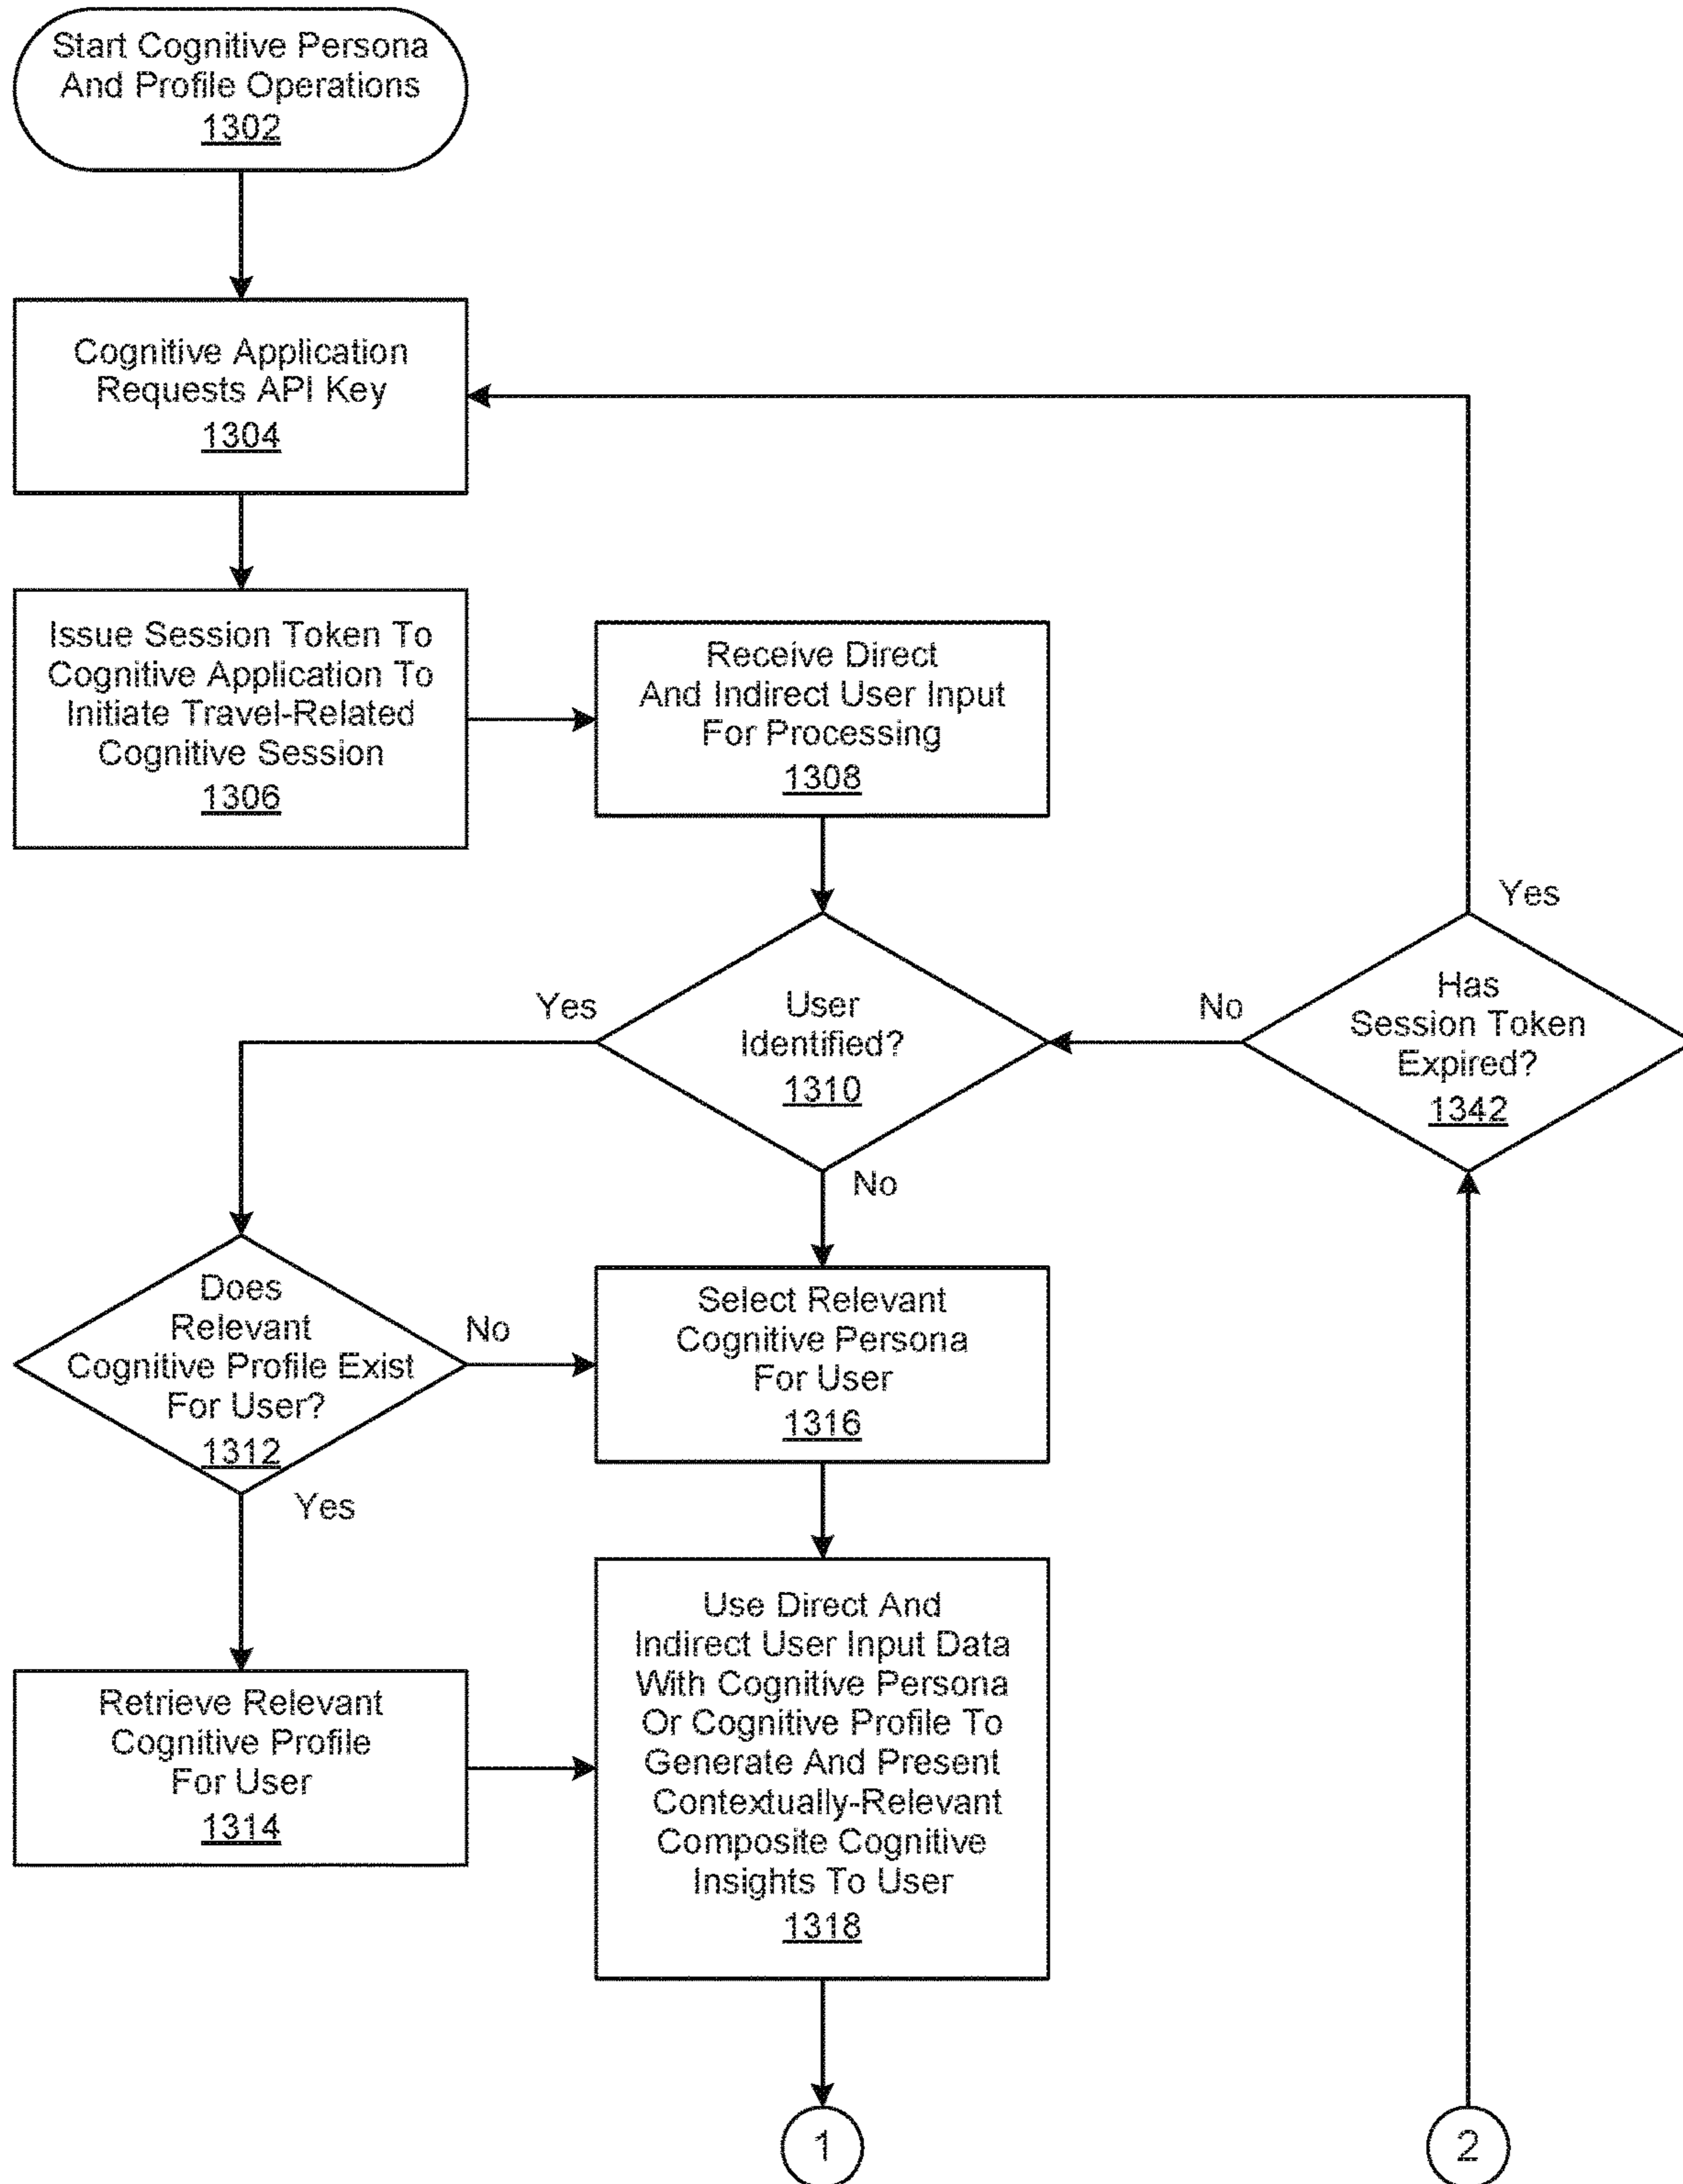 Start Cognitive Persona
And Profile Operations
1302
Cognitive Application
Requests API Key
1304
Issue Session Token To
Cognitive Application To
Initiate Travel-Related
Cognitive Session
1306
Receive Direct
And Indirect User Input
For Processing
1308
Yes
User
Identified?
1310
No
No
Has
Session Token
Expired?
1342
Yes
Does
Relevant
Cognitive Profile Exist
For User?
1312
No
Yes
Select Relevant
Cognitive Persona
For User
1316
Retrieve Relevant
Cognitive Profile
For User
1314
Use Direct And
Indirect User Input Data
With Cognitive Persona
Or Cognitive Profile To
Generate And Present
Contextually-Relevant
Composite Cognitive
Insights To User
1318
1
2